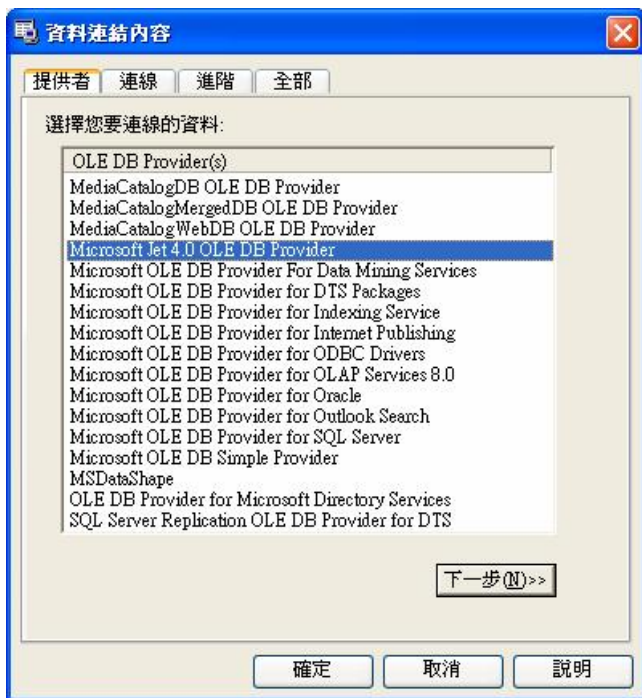 資料連結內容
提供者 連線 進階 全部
選擇您要連線的資料:
OLE DB Provider(s)
MediaCatalogDB OLE DB Provider
MediaCatalogMergedDB OLE DB Provider
MediaCatalogWebDB OLE DB Provider
Microsoft Jet 4.0 OLE DB Provider
Microsoft OLE DB Provider For Data Mining Services
Microsoft OLE DB Provider for DTS Packages
Microsoft OLE DB Provider for Indexing Service
Microsoft OLE DB Provider for Internet Publishing
Microsoft OLE DB Provider for ODBC Drivers
Microsoft OLE DB Provider for OLAP Services 8.0
Microsoft OLE DB Provider for Oracle
Microsoft OLE DB Provider for Outlook Search
Microsoft OLE DB Provider for SQL Server
Microsoft OLE DB Simple Provider
MSDataShape
OLE DB Provider for Microsoft Directory Services
SQL Server Replication OLE DB Provider for DTS
下一步(N)>>
確定 取消 說明